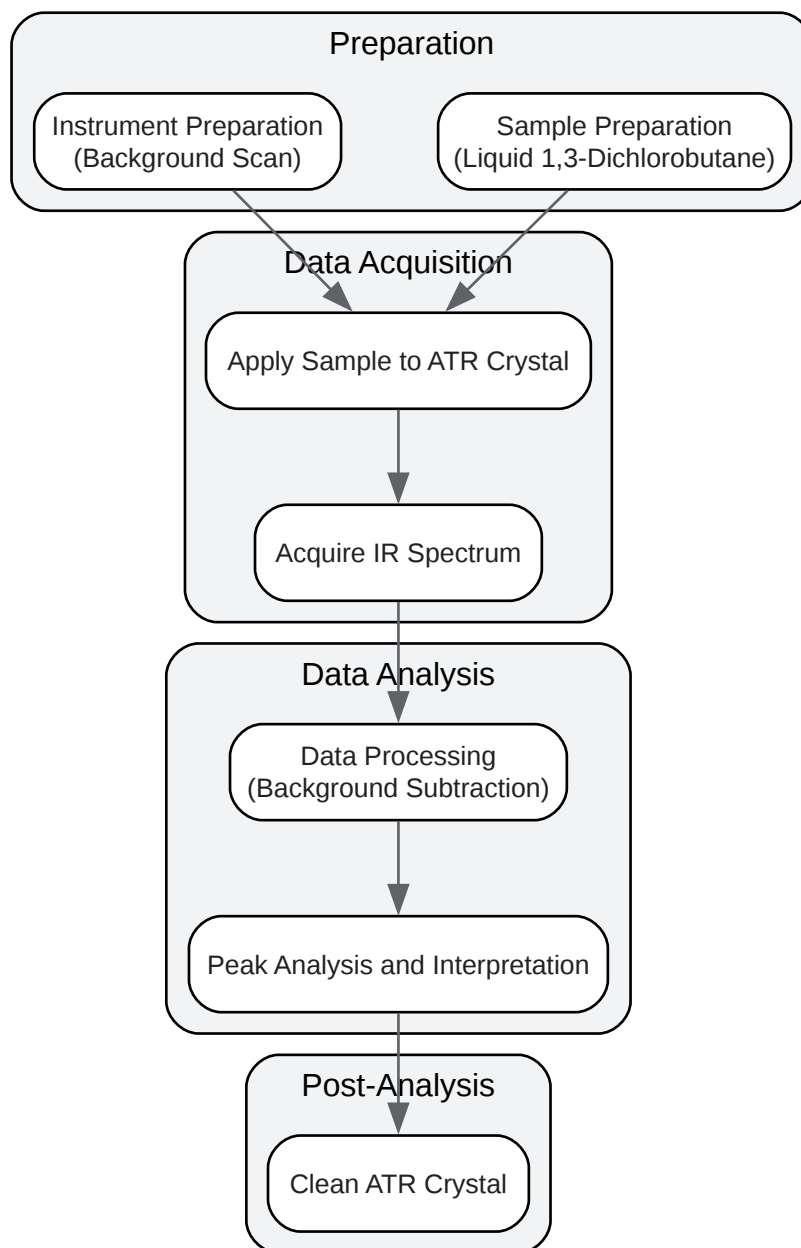 Preparation
Instrument Preparation
(Background Scan)
Sample Preparation
(Liquid 1,3-Dichlorobutane)
Data Acquisition
Apply Sample to ATR Crystal
Acquire IR Spectrum
Data Analysis
Data Processing
(Background Subtraction)
Peak Analysis and Interpretation
Post-Analysis
Clean ATR Crystal